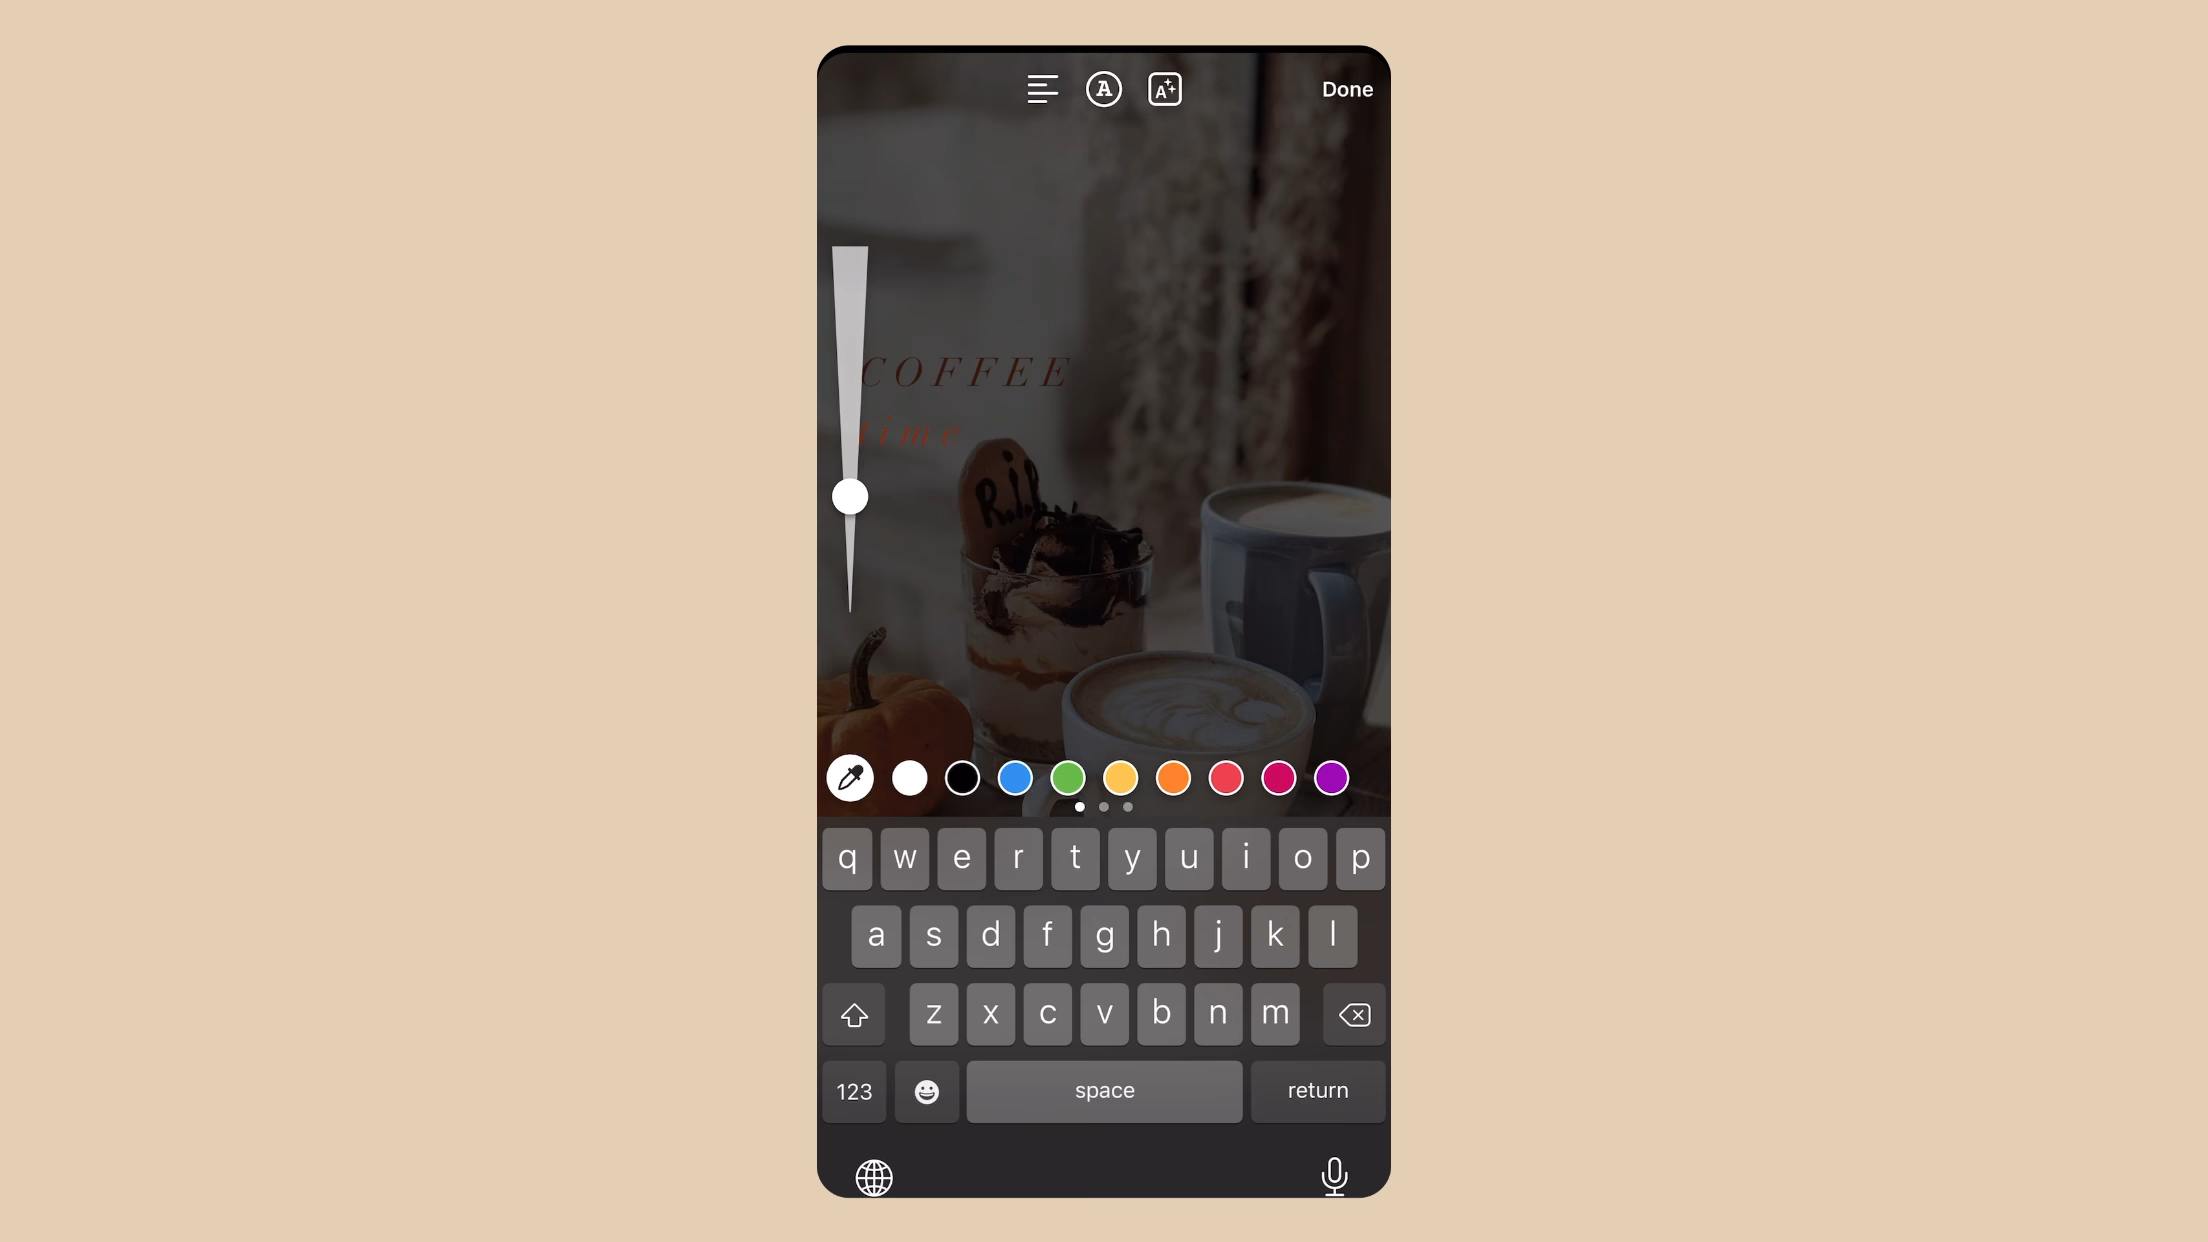 A A Done
COFFEE
time
R.i.P.
q w e r t y u i o p
a s d f g h j k l
z x c v b n m
123 space return